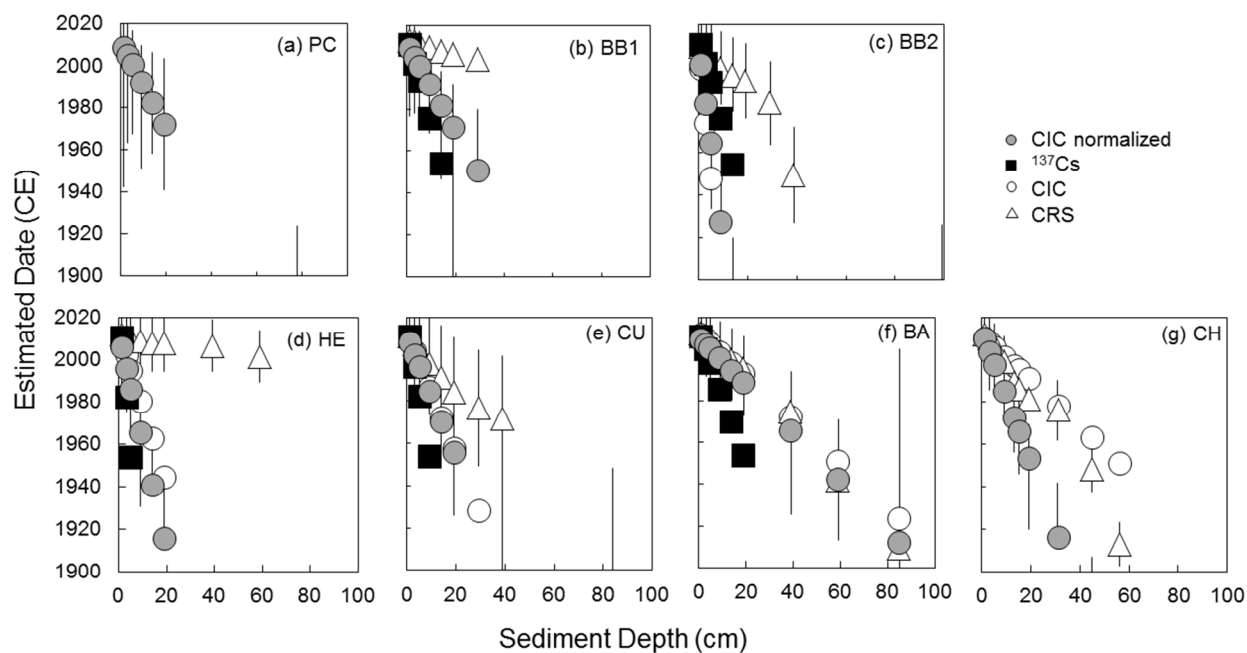 Estimated Date (CE)
2020
2000
1980
1960
1940
1920
1900
(a) PC
(b) BB1
(c) BB2
CIC normalized
¹³⁷Cs
CIC
CRS
2020
2000
1980
1960
1940
1920
1900
(d) HE
(e) CU
(f) BA
(g) CH
0 20 40 60 80 100
0 20 40 60 80 100
0 20 40 60 80 100
0 20 40 60 80 100
Sediment Depth (cm)